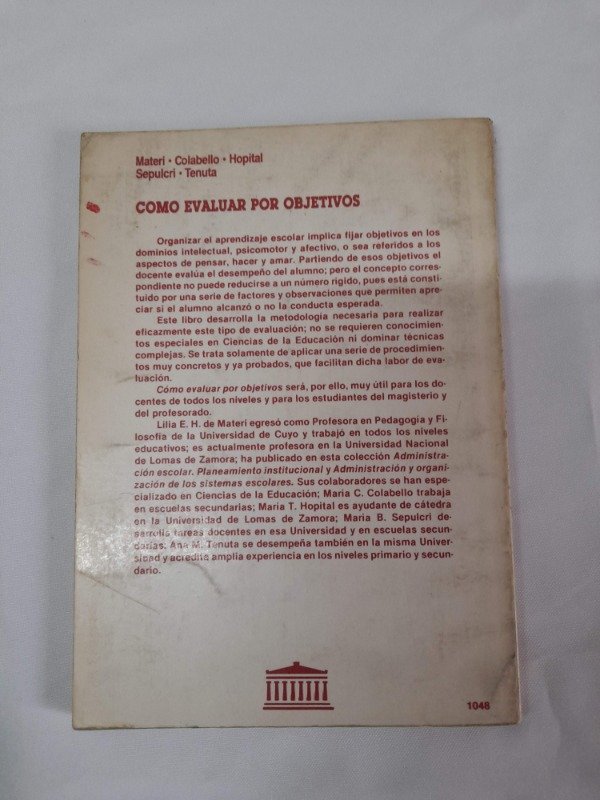 Materi • Colabello • Hopital
Sepulcri • Tenuta
COMO EVALUAR POR OBJETIVOS
Organizar el aprendizaje escolar implica fijar objetivos en los
dominios intelectual, psicomotor y afectivo, o sea referidos a los
aspectos de pensar, hacer y amar. Partiendo de esos objetivos el
docente evalúa el desempeño del alumno; pero el concepto corres-
pondiente no puede reducirse a un número rígido, pues está consti-
tuido por una serie de factores y observaciones que permiten apre-
ciar si el alumno alcanzó o no la conducta esperada.
Este libro desarrolla la metodología necesaria para realizar
eficazmente este tipo de evaluación; no se requieren conocimien-
tos especiales en Ciencias de la Educación ni dominar técnicas
complejas. Se trata solamente de aplicar una serie de procedimien-
tos muy concretos y ya probados, que facilitan dicha labor de eva-
luación.
Cómo evaluar por objetivos será, por ello, muy útil para los do-
centes de todos los niveles y para los estudiantes del magisterio y
del profesorado.
Lilia E. H. de Materi egresó como Profesora en Pedagogía y Fi-
losofía de la Universidad de Cuyo y trabajó en todos los niveles
educativos; es actualmente profesora en la Universidad Nacional
de Lomas de Zamora; ha publicado en esta colección Administra-
ción escolar. Planeamiento institucional y Administración y organi-
zación de los sistemas escolares. Sus colaboradores se han espe-
cializado en Ciencias de la Educación; María C. Colabello trabaja
en escuelas secundarias; María T. Hopital es ayudante de cátedra
en la Universidad de Lomas de Zamora; María B. Sepulcri de-
sarrolla tareas docentes en esa Universidad y en escuelas secun-
darias; Ana M. Tenuta se desempeña también en la misma Univer-
sidad y acredita amplia experiencia en los niveles primario y secun-
dario.
1048